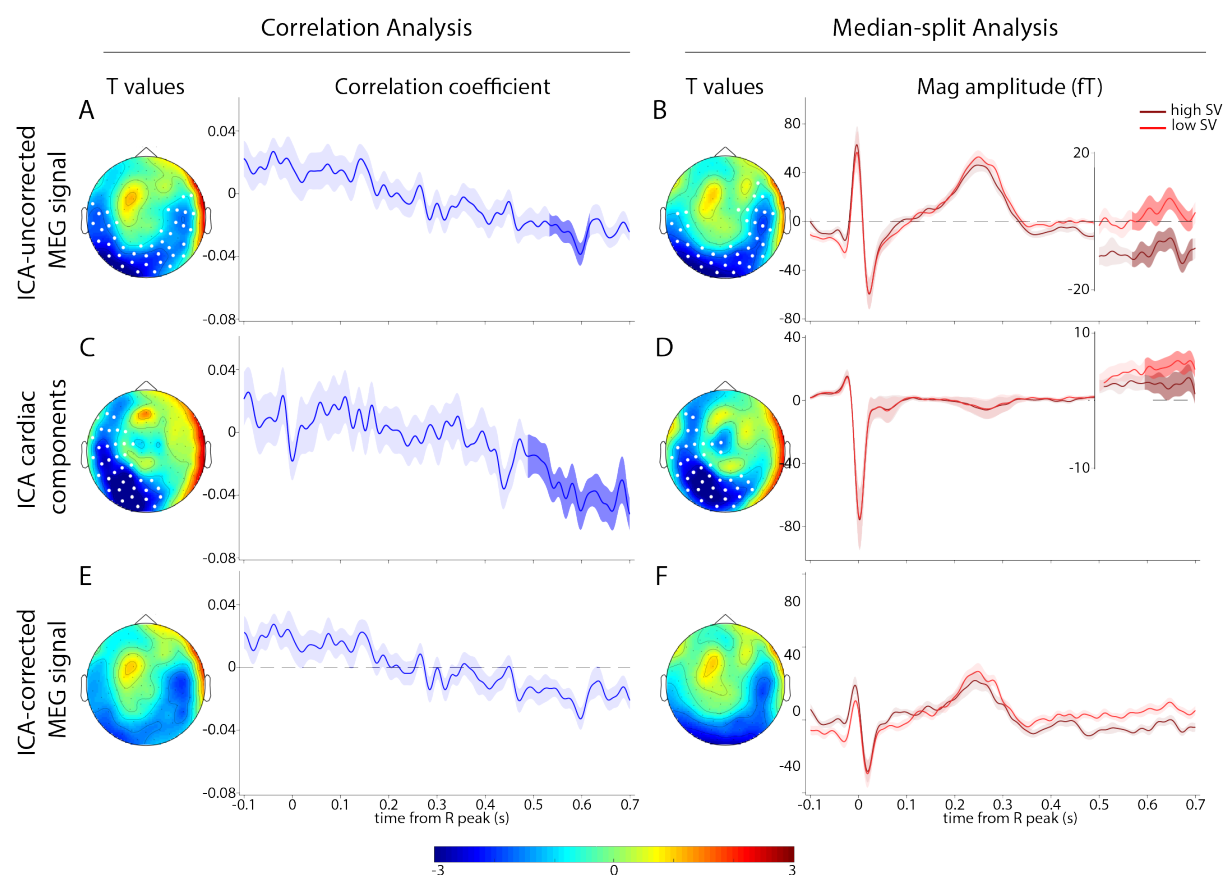 Correlation Analysis
Median-split Analysis
T values
Correlation coefficient
T values
Mag amplitude (fT)
ICA-uncorrected
MEG signal
A
0.04
0
-0.04
-0.08
B
high SV
low SV
80
40
0
-40
-80
20
-20
ICA cardiac
components
C
0.04
0
-0.04
-0.08
D
40
0
-40
-80
10
-10
ICA-corrected
MEG signal
E
0.04
0
-0.04
-0.08
-0.1 0 0.1 0.2 0.3 0.4 0.5 0.6 0.7
time from R peak (s)
F
80
40
0
-40
-0.1 0 0.1 0.2 0.3 0.4 0.5 0.6 0.7
time from R peak (s)
-3 0 3